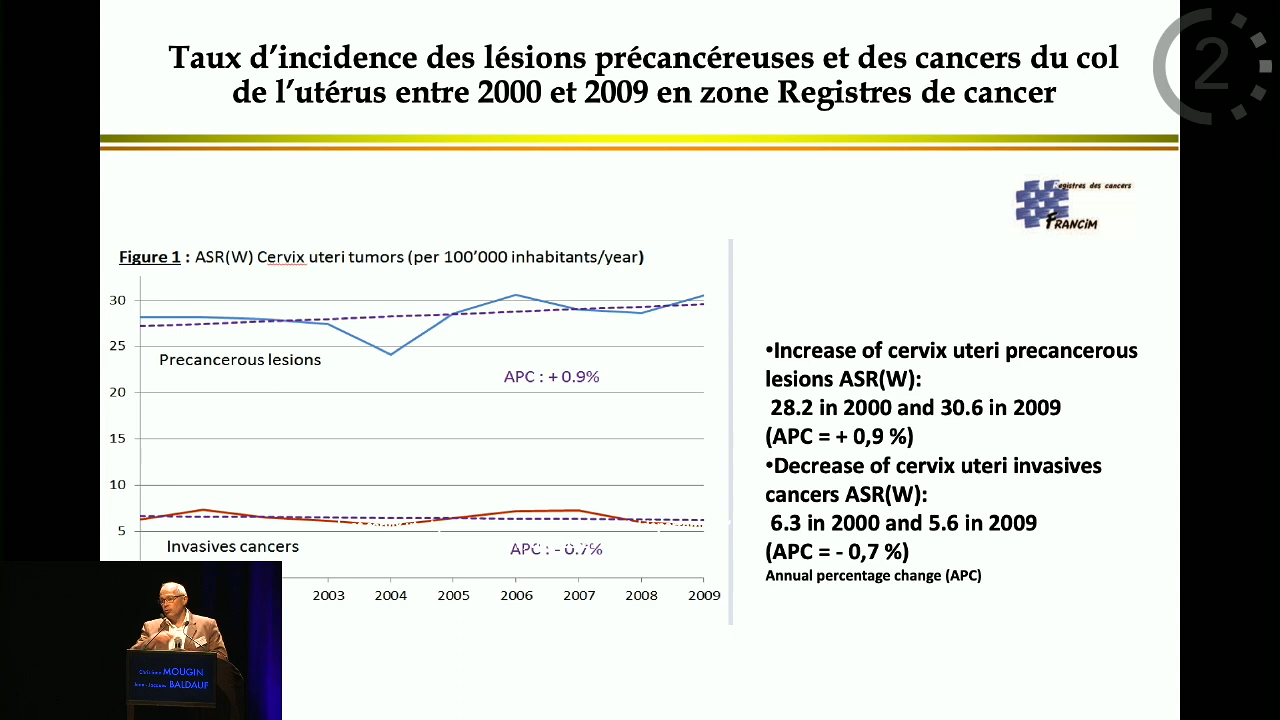 Taux d’incidence des lésions précancéreuses et des cancers du col
de l’utérus entre 2000 et 2009 en zone Registres de cancer
2
Registres des cancers
FRANCIM
Figure 1 : ASR(W) Cervix uteri tumors (per 100’000 inhabitants/year)
30
25
20
15
10
5
Precancerous lesions
APC : + 0.9%
Invasives cancers
APC : - 0.7%
2003 2004 2005 2006 2007 2008 2009
•Increase of cervix uteri precancerous
lesions ASR(W):
28.2 in 2000 and 30.6 in 2009
(APC = + 0,9 %)
•Decrease of cervix uteri invasives
cancers ASR(W):
6.3 in 2000 and 5.6 in 2009
(APC = - 0,7 %)
Annual percentage change (APC)
Christiane MOUGIN
Jean-Jacques BALDAUF